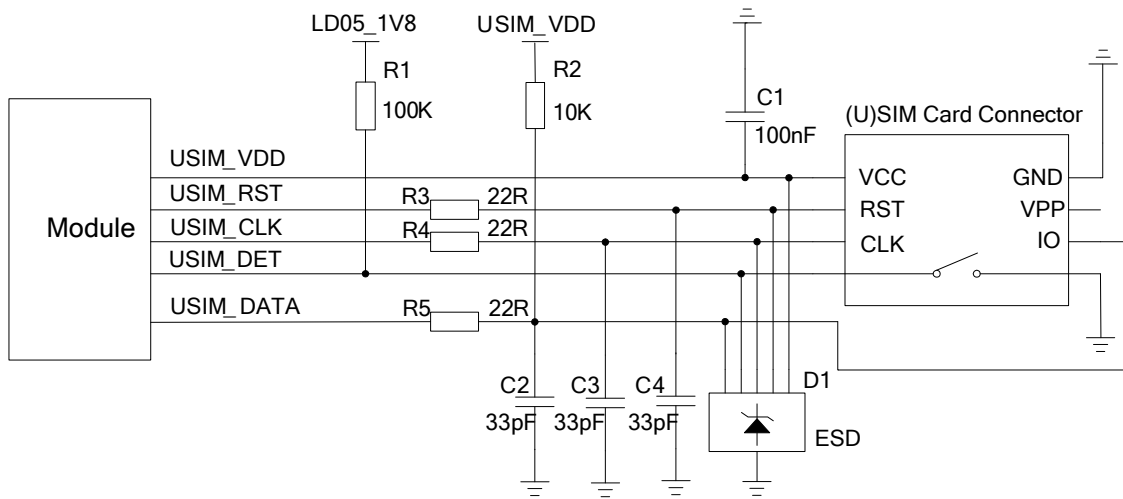 LD05_1V8
USIM_VDD
R1
100K
R2
10K
C1
100nF
(U)SIM Card Connector
Module
USIM_VDD
USIM_RST
USIM_CLK
USIM_DET
USIM_DATA
R3 22R
R4 22R
R5 22R
VCC GND
RST VPP
CLK IO
C2
33pF
C3
33pF
C4
33pF
D1
ESD